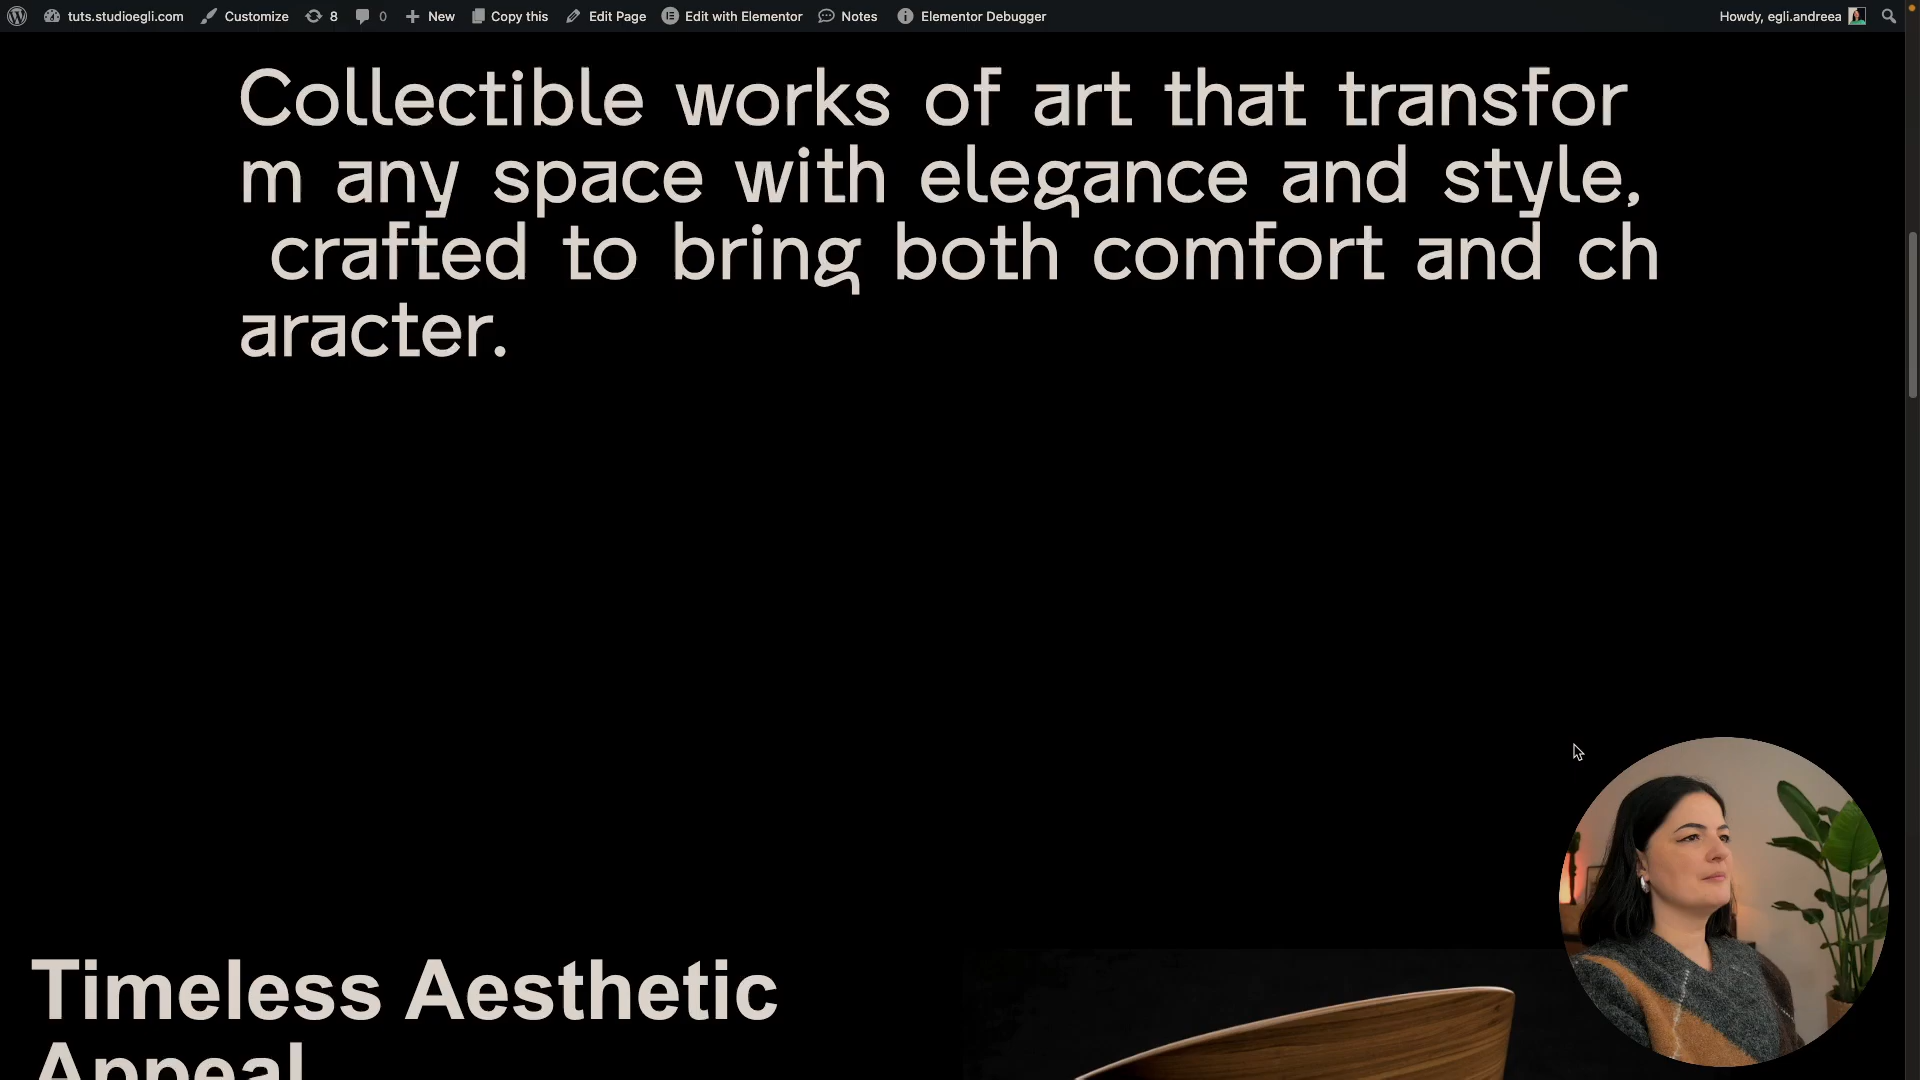 tuts.studioegli.com Customize 8 0 New Copy this Edit Page Edit with Elementor Notes Elementor Debugger Howdy, egli.andreea
Collectible works of art that transfor
m any space with elegance and style,
crafted to bring both comfort and ch
aracter.
Timeless Aesthetic
Appeal